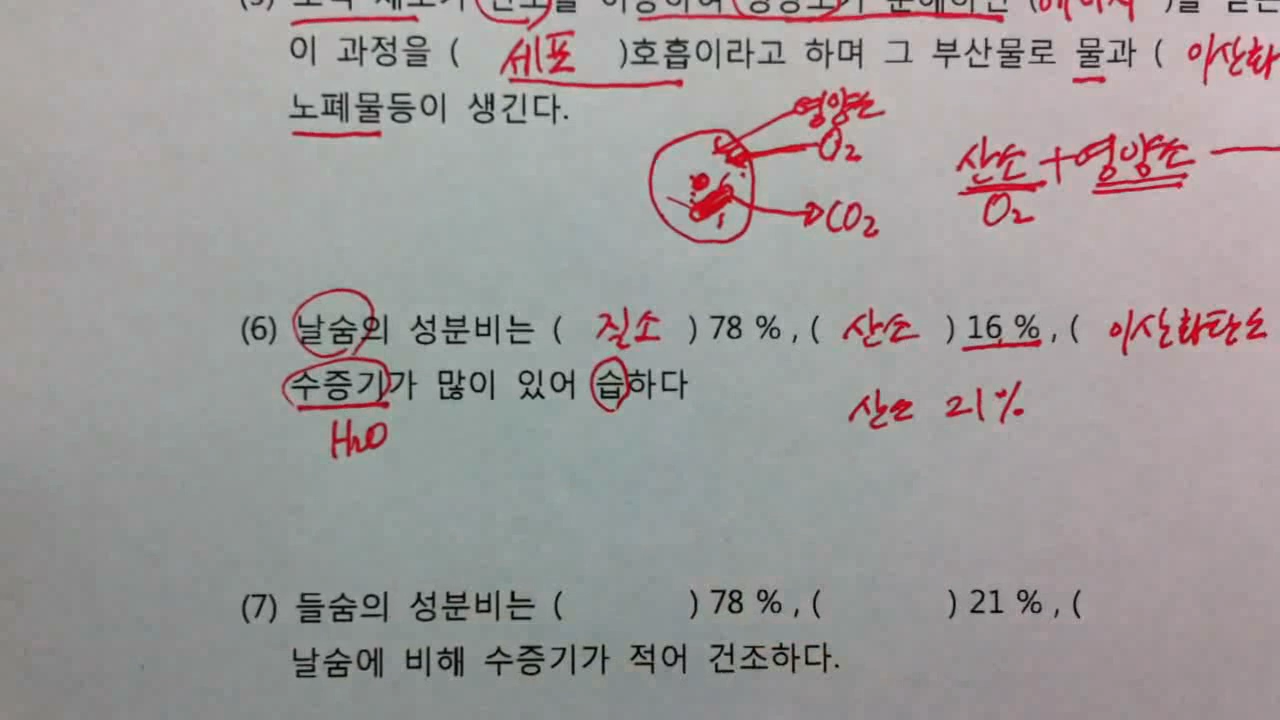 이 과정을 ( 세포 )호흡이라고 하며 그 부산물로 물과 ( 이산화
노폐물등이 생긴다.
영양소
O₂
CO₂
산소 + 영양소
O₂
(6) 날숨의 성분비는 ( 질소 ) 78 % , ( 산소 ) 16 % , ( 이산화탄소
수증기가 많이 있어 습하다
산소 21%
H₂O
(7) 들숨의 성분비는 ( ) 78 % , ( ) 21 % , (
날숨에 비해 수증기가 적어 건조하다.